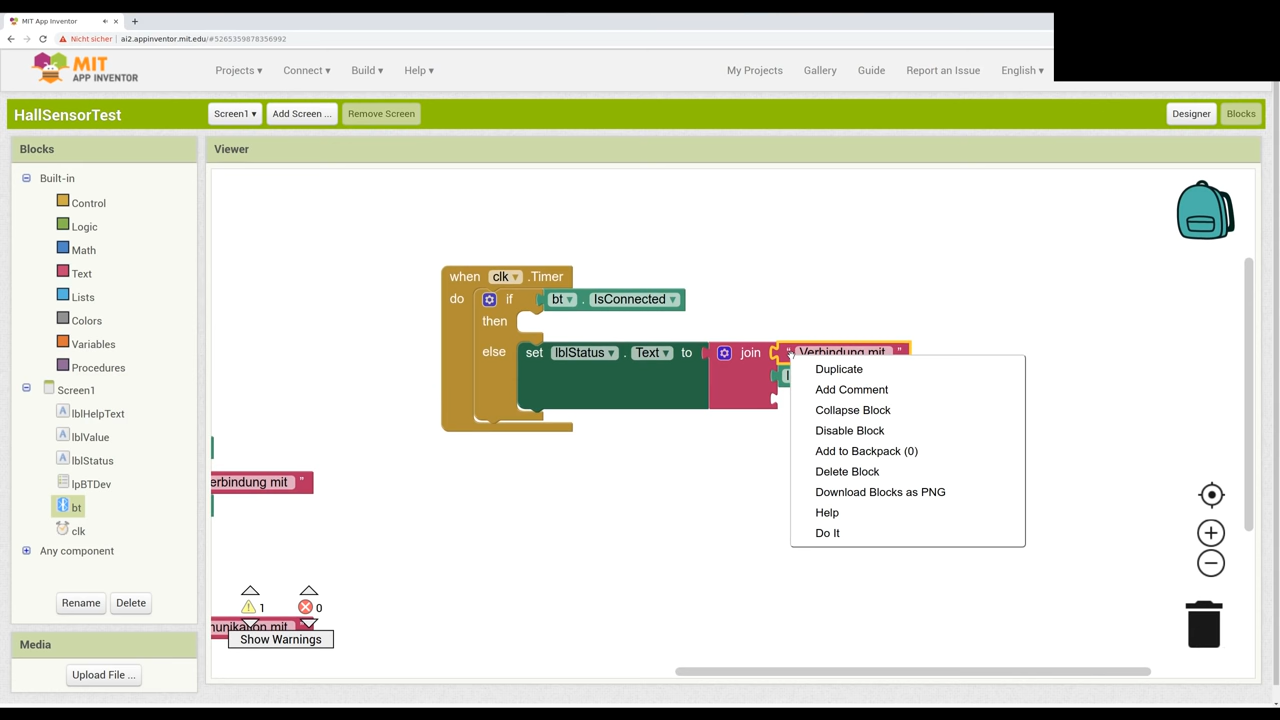 MIT App Inventor
Nicht sicher
ai2.appinventor.mit.edu/#5265359878356992
MIT
APP INVENTOR
Projects ▾ Connect ▾ Build ▾ Help ▾
My Projects Gallery Guide Report an Issue English ▾
HallSensorTest
Screen1 ▾ Add Screen ... Remove Screen
Designer Blocks
Blocks
Viewer
Built-in
Control
Logic
Math
Text
Lists
Colors
Variables
Procedures
Screen1
lblHelpText
lblValue
lblStatus
lpBTDev
bt
clk
Any component
Rename Delete
Media
Upload File ...
when clk ▾ .Timer
do if bt ▾ . IsConnected ▾
then
else set lblStatus ▾ . Text ▾ to join “ Verbindung mit ”
erbindung mit ”
unikation mit ”
Duplicate
Add Comment
Collapse Block
Disable Block
Add to Backpack (0)
Delete Block
Download Blocks as PNG
Help
Do It
1 0
Show Warnings